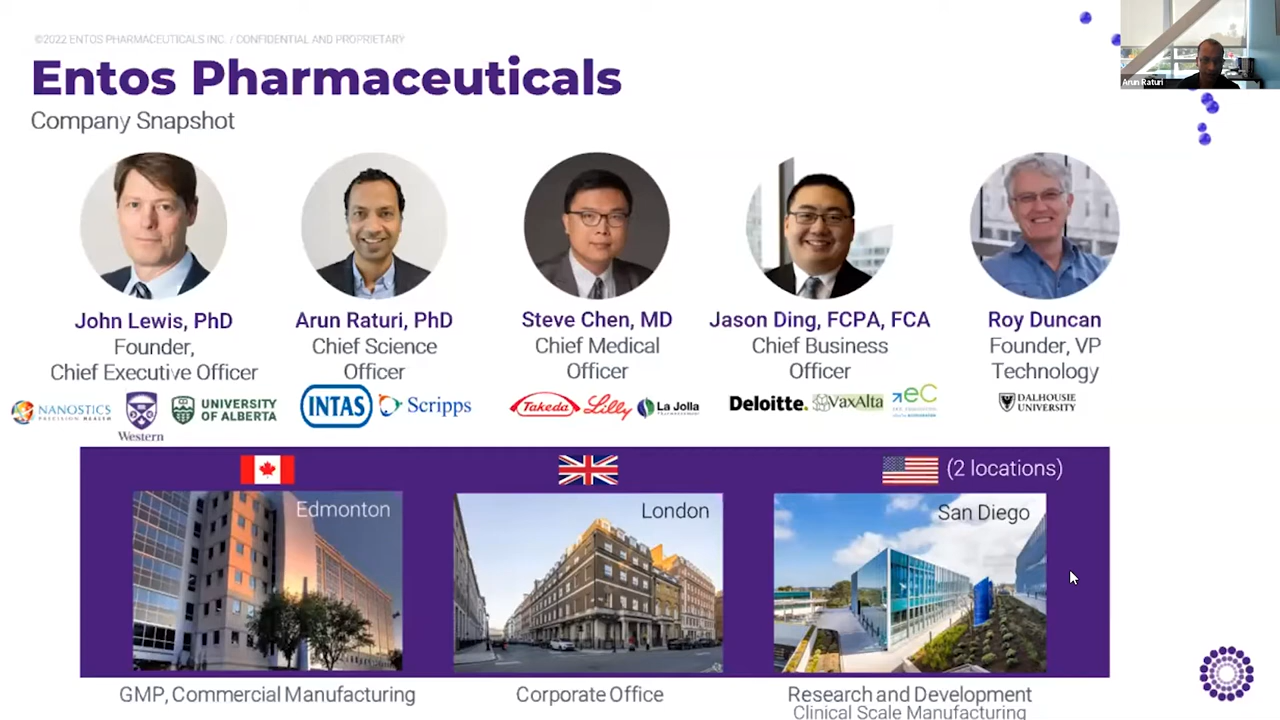 ©2022 ENTOS PHARMACEUTICALS INC. / CONFIDENTIAL AND PROPRIETARY
Entos Pharmaceuticals
Company Snapshot
Arun Raturi
John Lewis, PhD
Founder,
Chief Executive Officer
Arun Raturi, PhD
Chief Science
Officer
Steve Chen, MD
Chief Medical
Officer
Jason Ding, FCPA, FCA
Chief Business
Officer
Roy Duncan
Founder, VP
Technology
NANOSTICS
PRECISION HEALTH
Western
UNIVERSITY
OF ALBERTA
INTAS
Scripps
Takeda
Lilly
La Jolla
Deloitte.
VaxAlta
eC
DALHOUSIE
UNIVERSITY
(2 locations)
Edmonton
London
San Diego
GMP, Commercial Manufacturing
Corporate Office
Research and Development
Clinical Scale Manufacturing